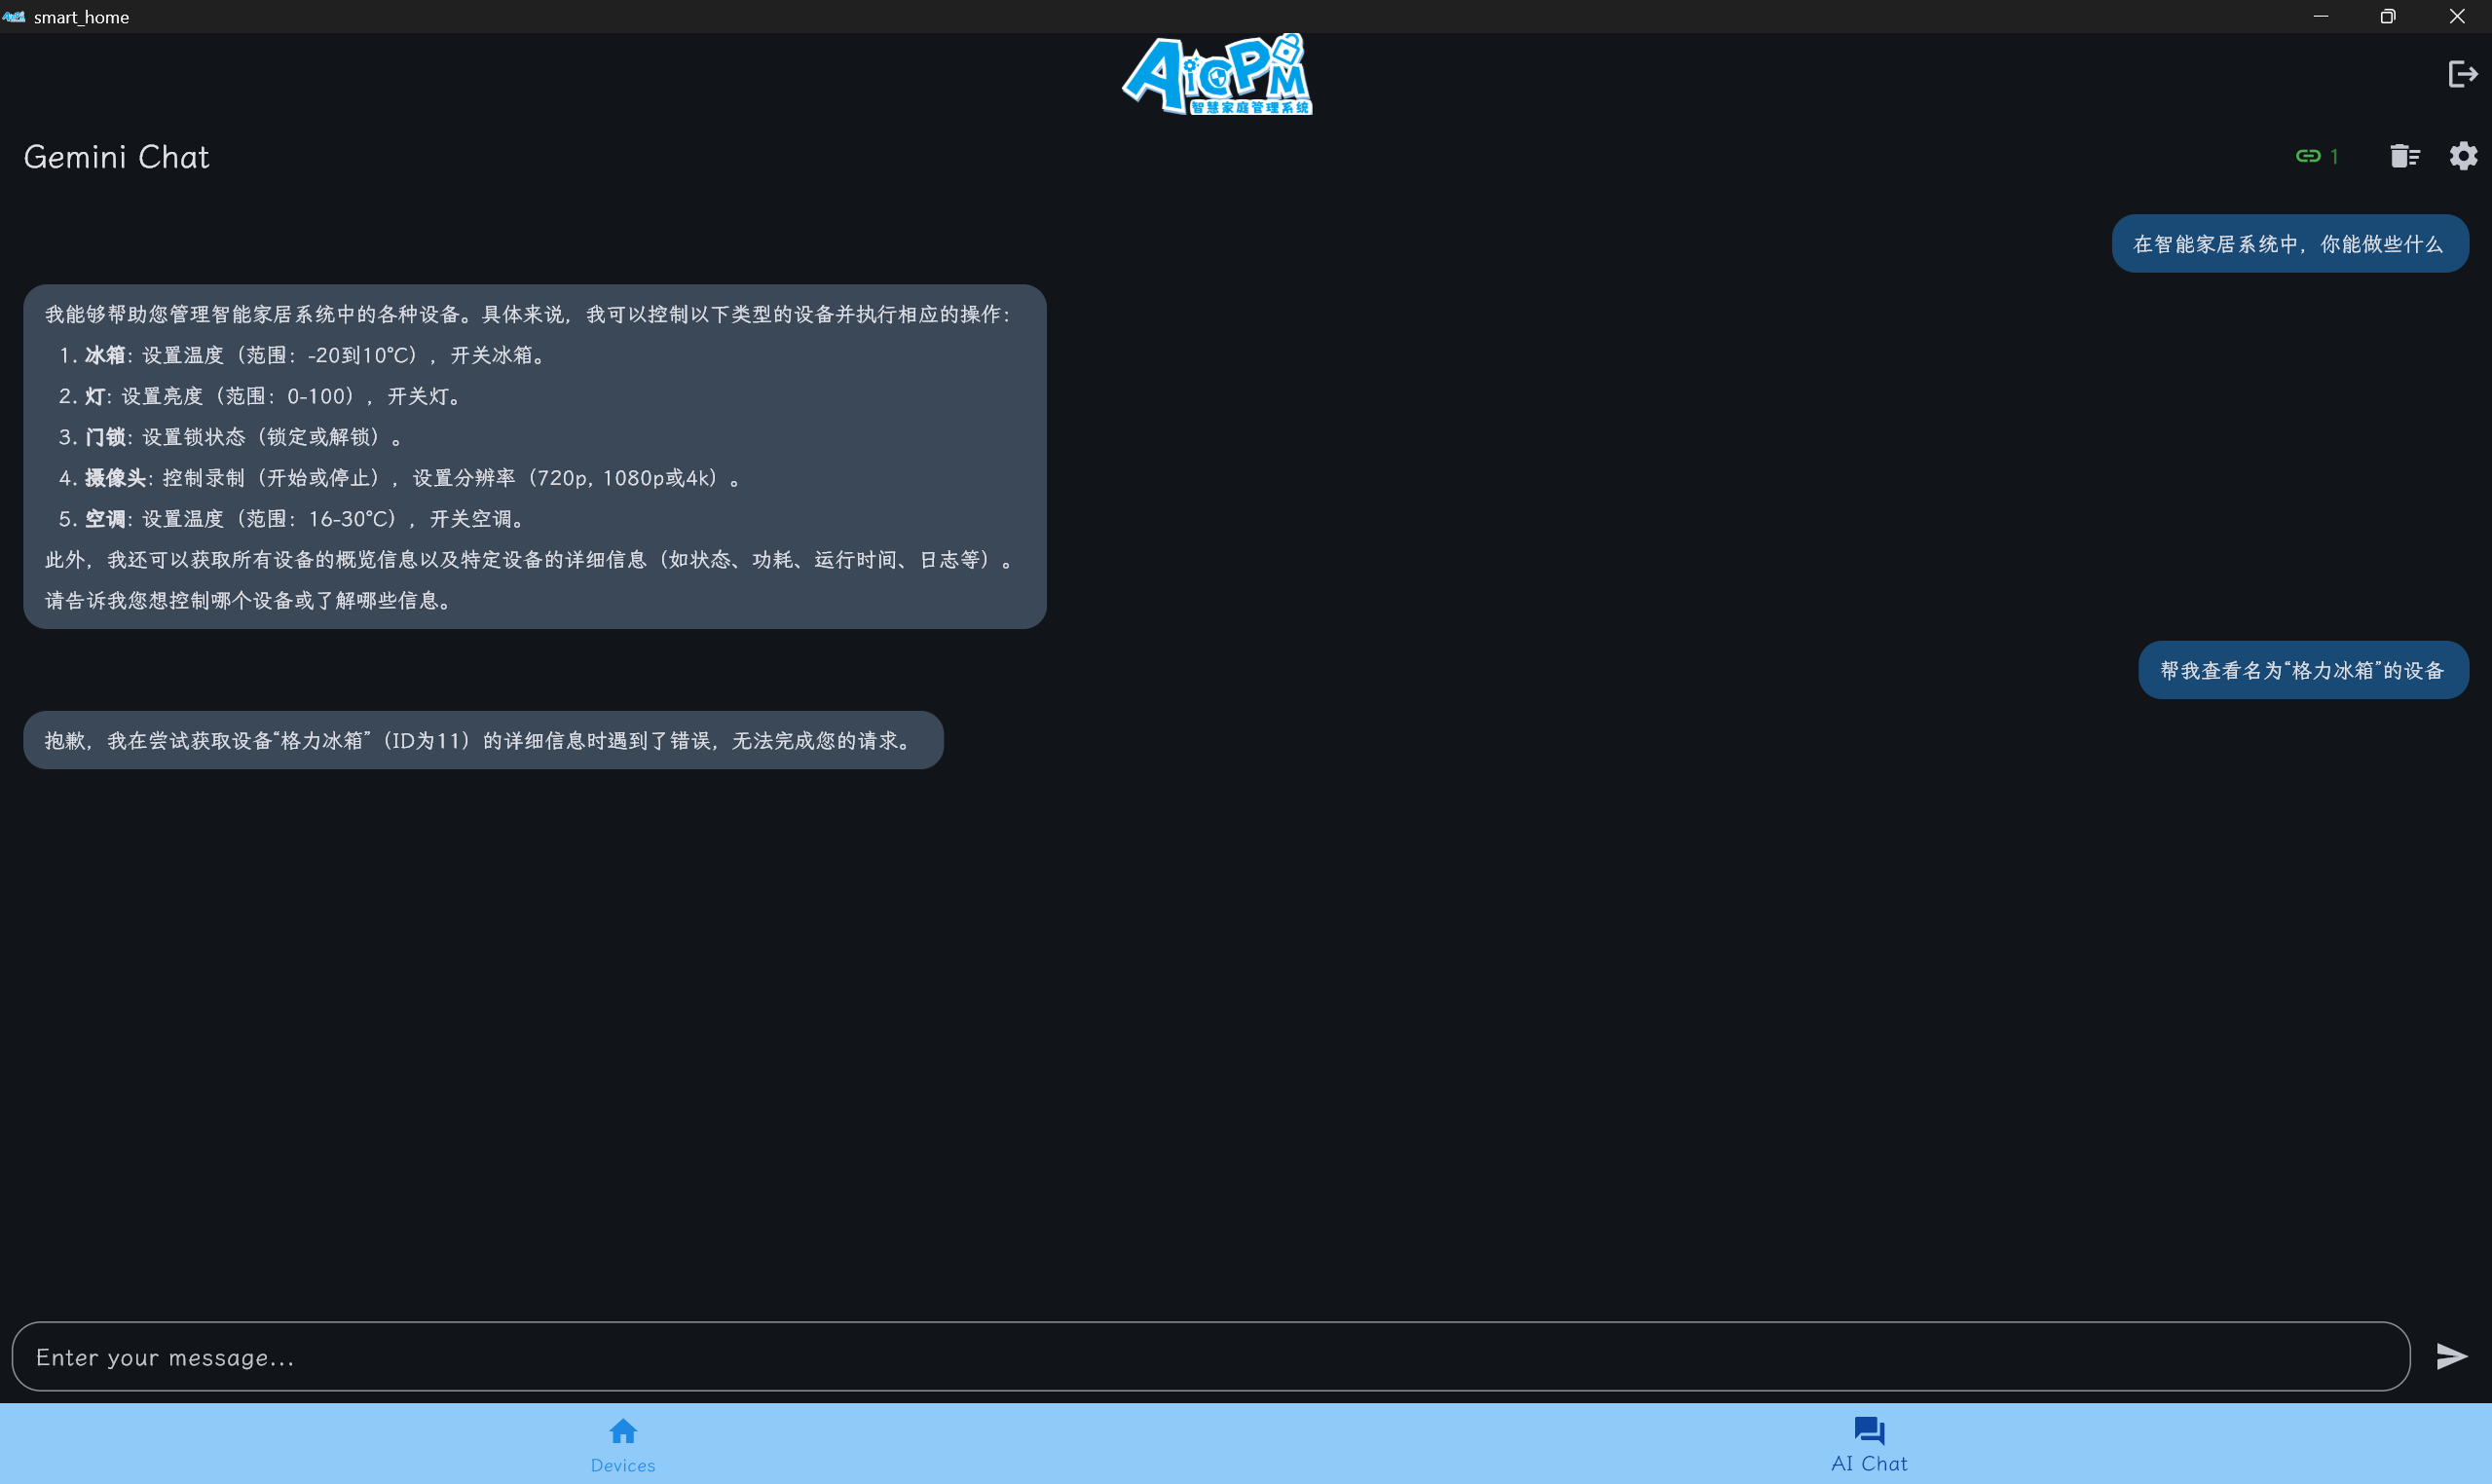 smart_home
AiCPM
智慧家庭管理系统
Gemini Chat
1
在智能家居系统中，你能做些什么
我能够帮助您管理智能家居系统中的各种设备。具体来说，我可以控制以下类型的设备并执行相应的操作：
1. 冰箱: 设置温度（范围：-20到10°C），开关冰箱。
2. 灯: 设置亮度（范围：0-100），开关灯。
3. 门锁: 设置锁状态（锁定或解锁）。
4. 摄像头: 控制录制（开始或停止），设置分辨率（720p, 1080p或4k）。
5. 空调: 设置温度（范围：16-30°C），开关空调。
此外，我还可以获取所有设备的概览信息以及特定设备的详细信息（如状态、功耗、运行时间、日志等）。
请告诉我您想控制哪个设备或了解哪些信息。
帮我查看名为“格力冰箱”的设备
抱歉，我在尝试获取设备“格力冰箱”（ID为11）的详细信息时遇到了错误，无法完成您的请求。
Enter your message...
Devices
AI Chat